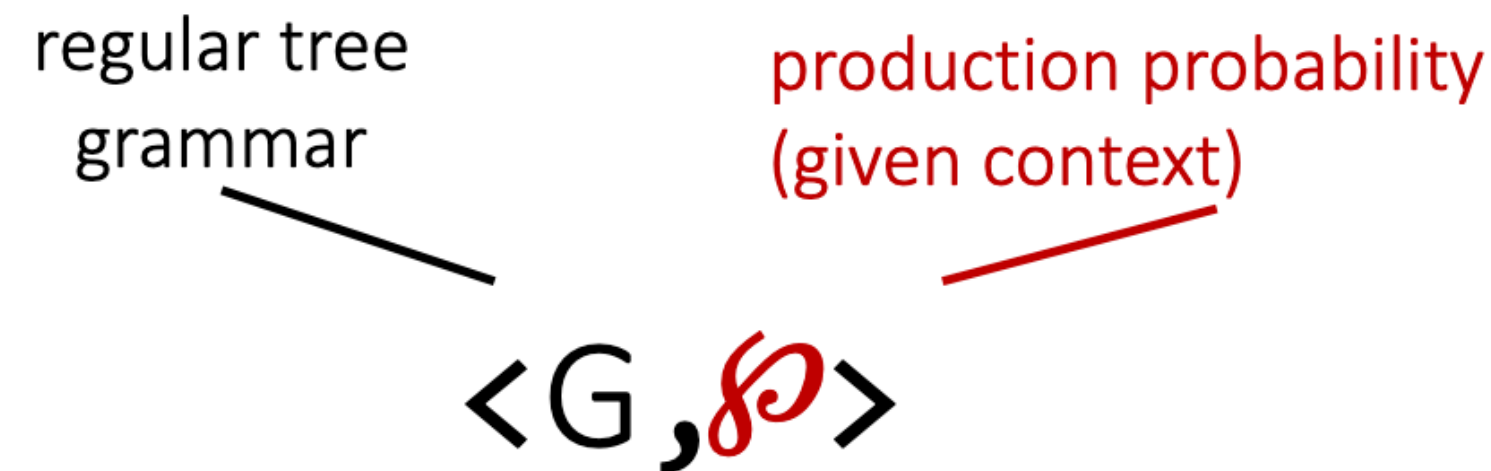 regular tree
grammar
production probability
(given context)
<G,℘>